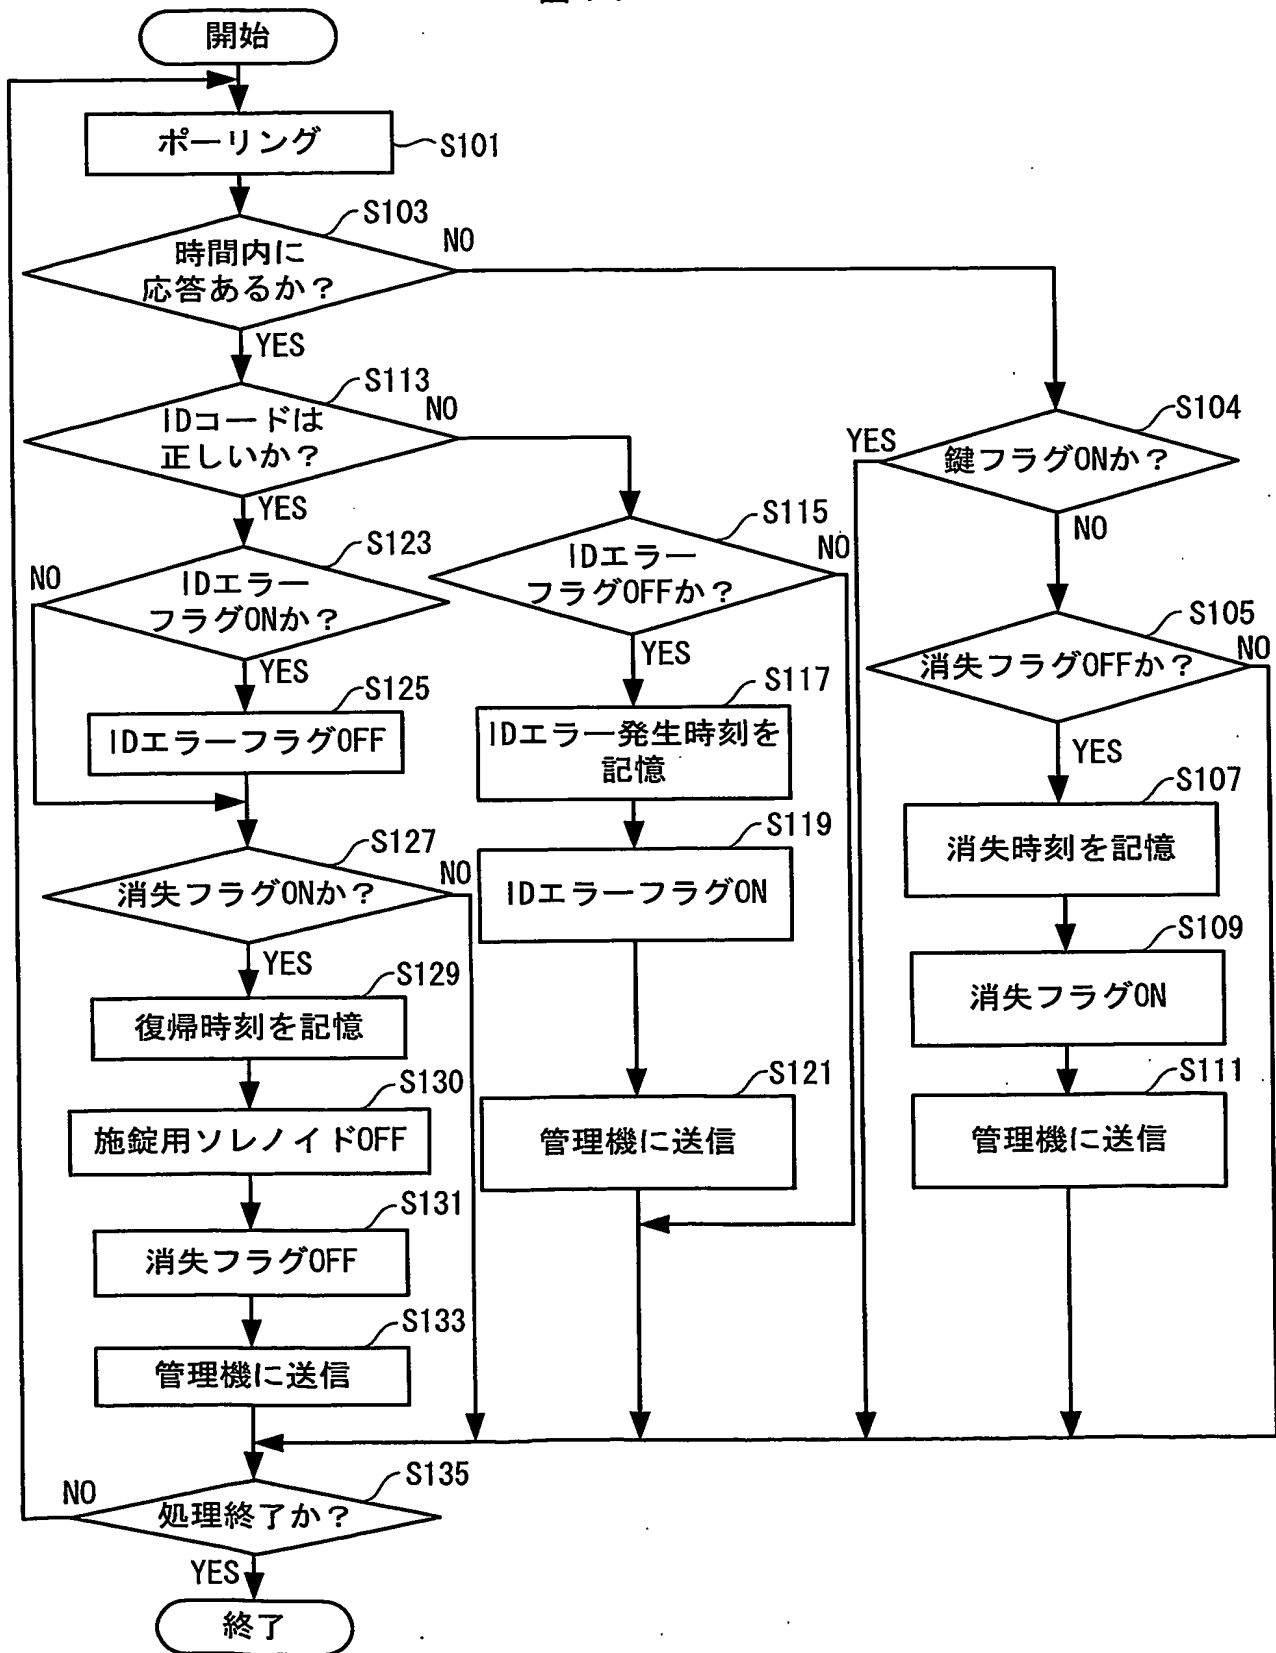 開始
ポーリング
S101
S103
時間内に
応答あるか？
NO
YES
S113
IDコードは
正しいか？
NO
YES
S104
鍵フラグONか？
YES
NO
S123
IDエラー
フラグONか？
NO
YES
S115
IDエラー
フラグOFFか？
NO
YES
S105
消失フラグOFFか？
NO
YES
S125
IDエラーフラグOFF
S117
IDエラー発生時刻を
記憶
S107
消失時刻を記憶
S127
消失フラグONか？
NO
YES
S119
IDエラーフラグON
S109
消失フラグON
S129
復帰時刻を記憶
S130
施錠用ソレノイドOFF
S121
管理機に送信
S111
管理機に送信
S131
消失フラグOFF
S133
管理機に送信
S135
処理終了か？
NO
YES
終了